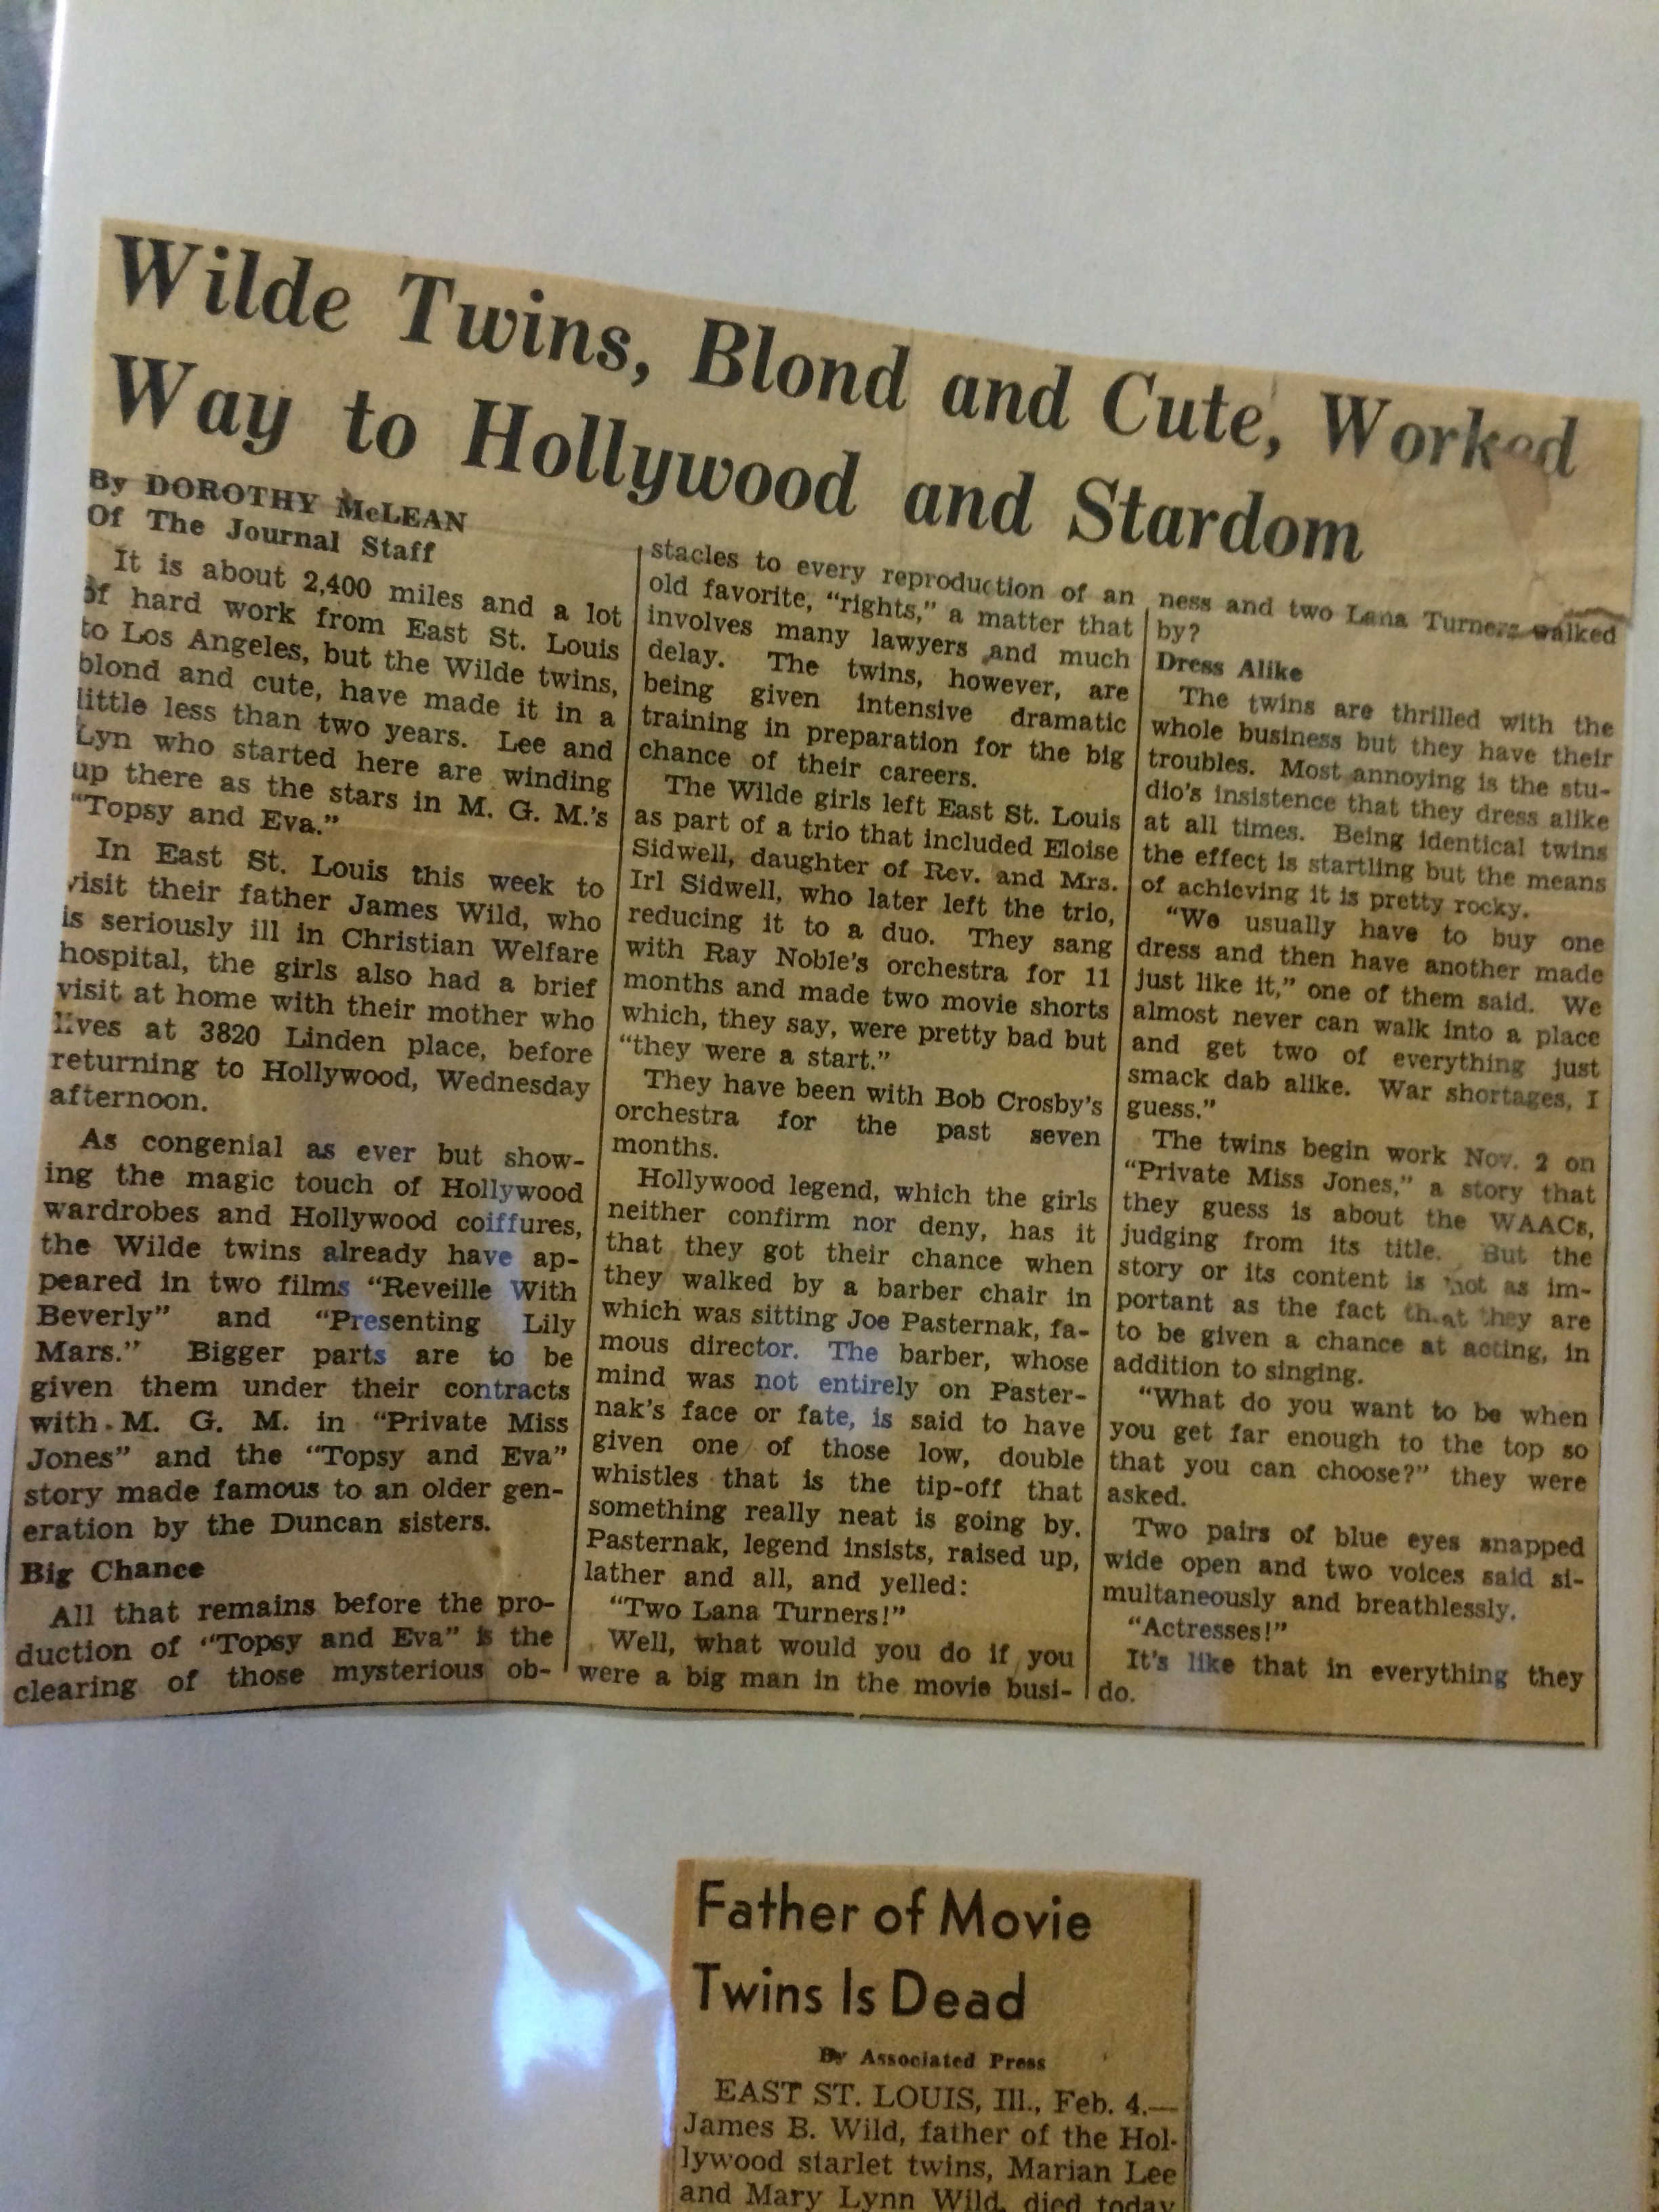 Wilde Twins, Blond and Cute, Worked
Way to Hollywood and Stardom
By DOROTHY McLEAN
Of The Journal Staff
It is about 2,400 miles and a lot
of hard work from East St. Louis
to Los Angeles, but the Wilde twins,
blond and cute, have made it in a
little less than two years. Lee and
Lyn who started here are winding
up there as the stars in M. G. M.'s
"Topsy and Eva."
In East St. Louis this week to
visit their father James Wild, who
is seriously ill in Christian Welfare
hospital, the girls also had a brief
visit at home with their mother who
lives at 3820 Linden place, before
returning to Hollywood, Wednesday
afternoon.
As congenial as ever but show-
ing the magic touch of Hollywood
wardrobes and Hollywood coiffures,
the Wilde twins already have ap-
peared in two films "Reveille With
Beverly" and "Presenting Lily
Mars." Bigger parts are to be
given them under their contracts
with M. G. M. in "Private Miss
Jones" and the "Topsy and Eva"
story made famous to an older gen-
eration by the Duncan sisters.
Big Chance
All that remains before the pro-
duction of "Topsy and Eva" is the
clearing of those mysterious ob-
stacles to every reproduction of an
old favorite, "rights," a matter that
involves many lawyers and much
delay. The twins, however, are
being given intensive dramatic
training in preparation for the big
chance of their careers.
The Wilde girls left East St. Louis
as part of a trio that included Eloise
Sidwell, daughter of Rev. and Mrs.
Irl Sidwell, who later left the trio,
reducing it to a duo. They sang
with Ray Noble's orchestra for 11
months and made two movie shorts
which, they say, were pretty bad but
"they were a start."
They have been with Bob Crosby's
orchestra for the past seven
months.
Hollywood legend, which the girls
neither confirm nor deny, has it
that they got their chance when
they walked by a barber chair in
which was sitting Joe Pasternak, fa-
mous director. The barber, whose
mind was not entirely on Paster-
nak's face or fate, is said to have
given one of those low, double
whistles that is the tip-off that
something really neat is going by.
Pasternak, legend insists, raised up,
lather and all, and yelled:
"Two Lana Turners!"
Well, what would you do if you
were a big man in the movie busi-
ness and two Lana Turners walked
by?
Dress Alike
The twins are thrilled with the
whole business but they have their
troubles. Most annoying is the stu-
dio's insistence that they dress alike
at all times. Being identical twins
the effect is startling but the means
of achieving it is pretty rocky.
"We usually have to buy one
dress and then have another made
just like it," one of them said. We
almost never can walk into a place
and get two of everything just
smack dab alike. War shortages, I
guess."
The twins begin work Nov. 2 on
"Private Miss Jones," a story that
they guess is about the WAACs,
judging from its title. But the
story or its content is not as im-
portant as the fact that they are
to be given a chance at acting, in
addition to singing.
"What do you want to be when
you get far enough to the top so
that you can choose?" they were
asked.
Two pairs of blue eyes snapped
wide open and two voices said si-
multaneously and breathlessly.
"Actresses!"
It's like that in everything they
do.
Father of Movie
Twins Is Dead
By Associated Press
EAST ST. LOUIS, Ill., Feb. 4.—
James B. Wild, father of the Hol-
lywood starlet twins, Marian Lee
and Mary Lynn Wild, died today